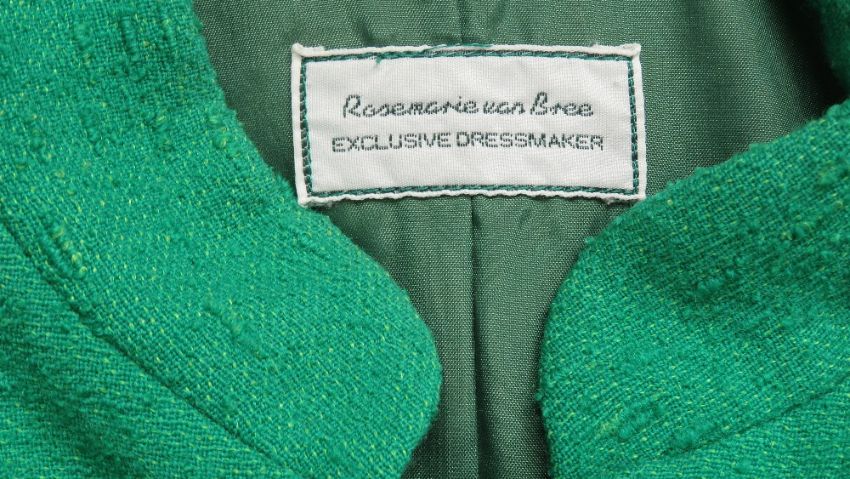 Rosemarie van Bree
EXCLUSIVE DRESSMAKER